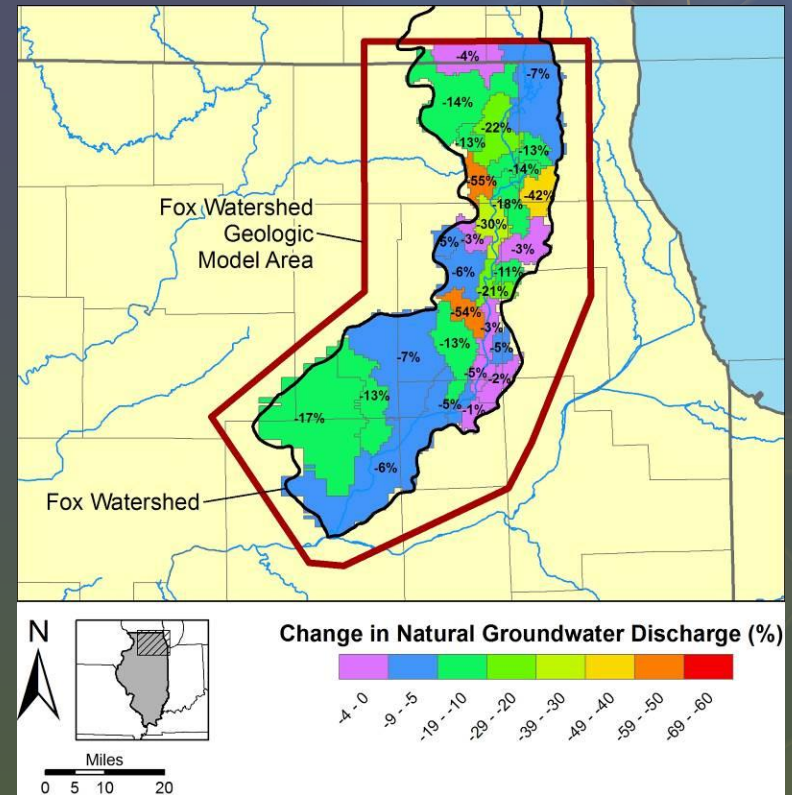 -4%
-7%
-14%
-22%
-13%
-13%
-14%
-55%
-42%
-18%
Fox Watershed
Geologic
Model Area
-30%
-5%
-3%
-3%
-6%
-11%
-21%
-54%
-3%
-13%
-5%
-7%
-5%
-2%
-13%
-5%
-1%
-17%
-6%
Fox Watershed
N
Change in Natural Groundwater Discharge (%)
-4 - 0
-9 - -5
-19 - -10
-29 - -20
-39 - -30
-49 - -40
-59 - -50
-69 - -60
Miles
0 5 10 20